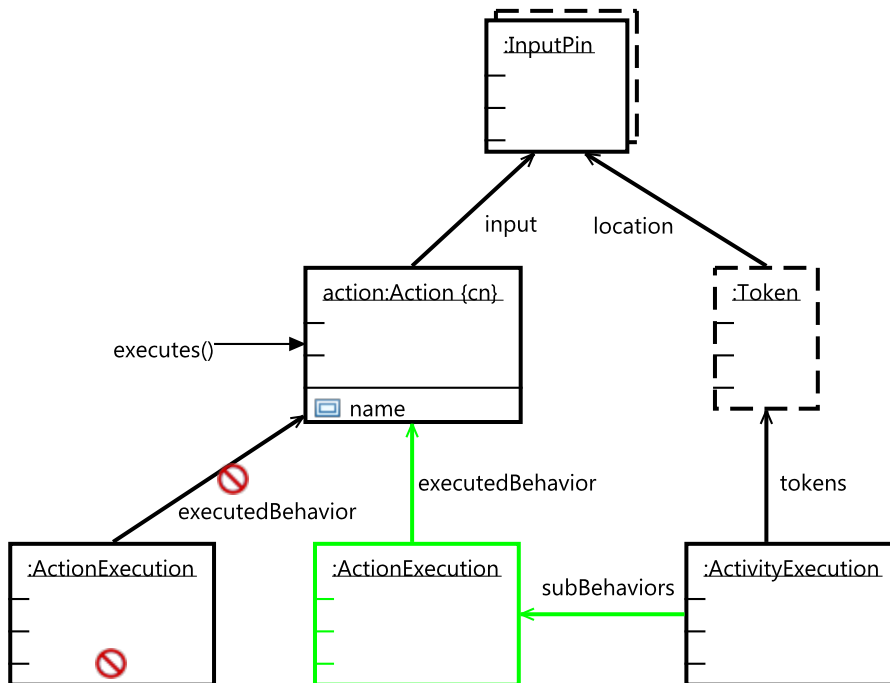 :InputPin
input
location
action:Action {cn}
:Token
executes()
name
executedBehavior
executedBehavior
tokens
:ActionExecution
:ActionExecution
:ActivityExecution
subBehaviors